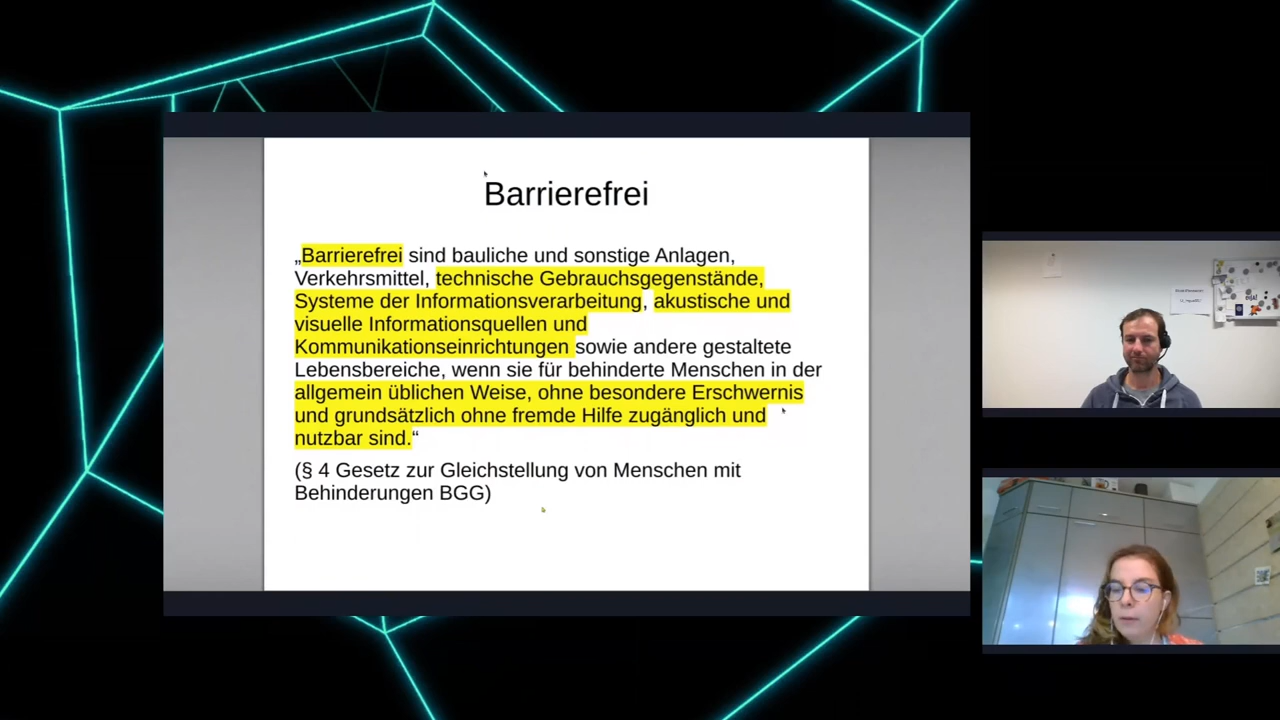 Barrierefrei
„Barrierefrei sind bauliche und sonstige Anlagen,
Verkehrsmittel, technische Gebrauchsgegenstände,
Systeme der Informationsverarbeitung, akustische und
visuelle Informationsquellen und
Kommunikationseinrichtungen sowie andere gestaltete
Lebensbereiche, wenn sie für behinderte Menschen in der
allgemein üblichen Weise, ohne besondere Erschwernis
und grundsätzlich ohne fremde Hilfe zugänglich und
nutzbar sind.“
(§ 4 Gesetz zur Gleichstellung von Menschen mit
Behinderungen BGG)